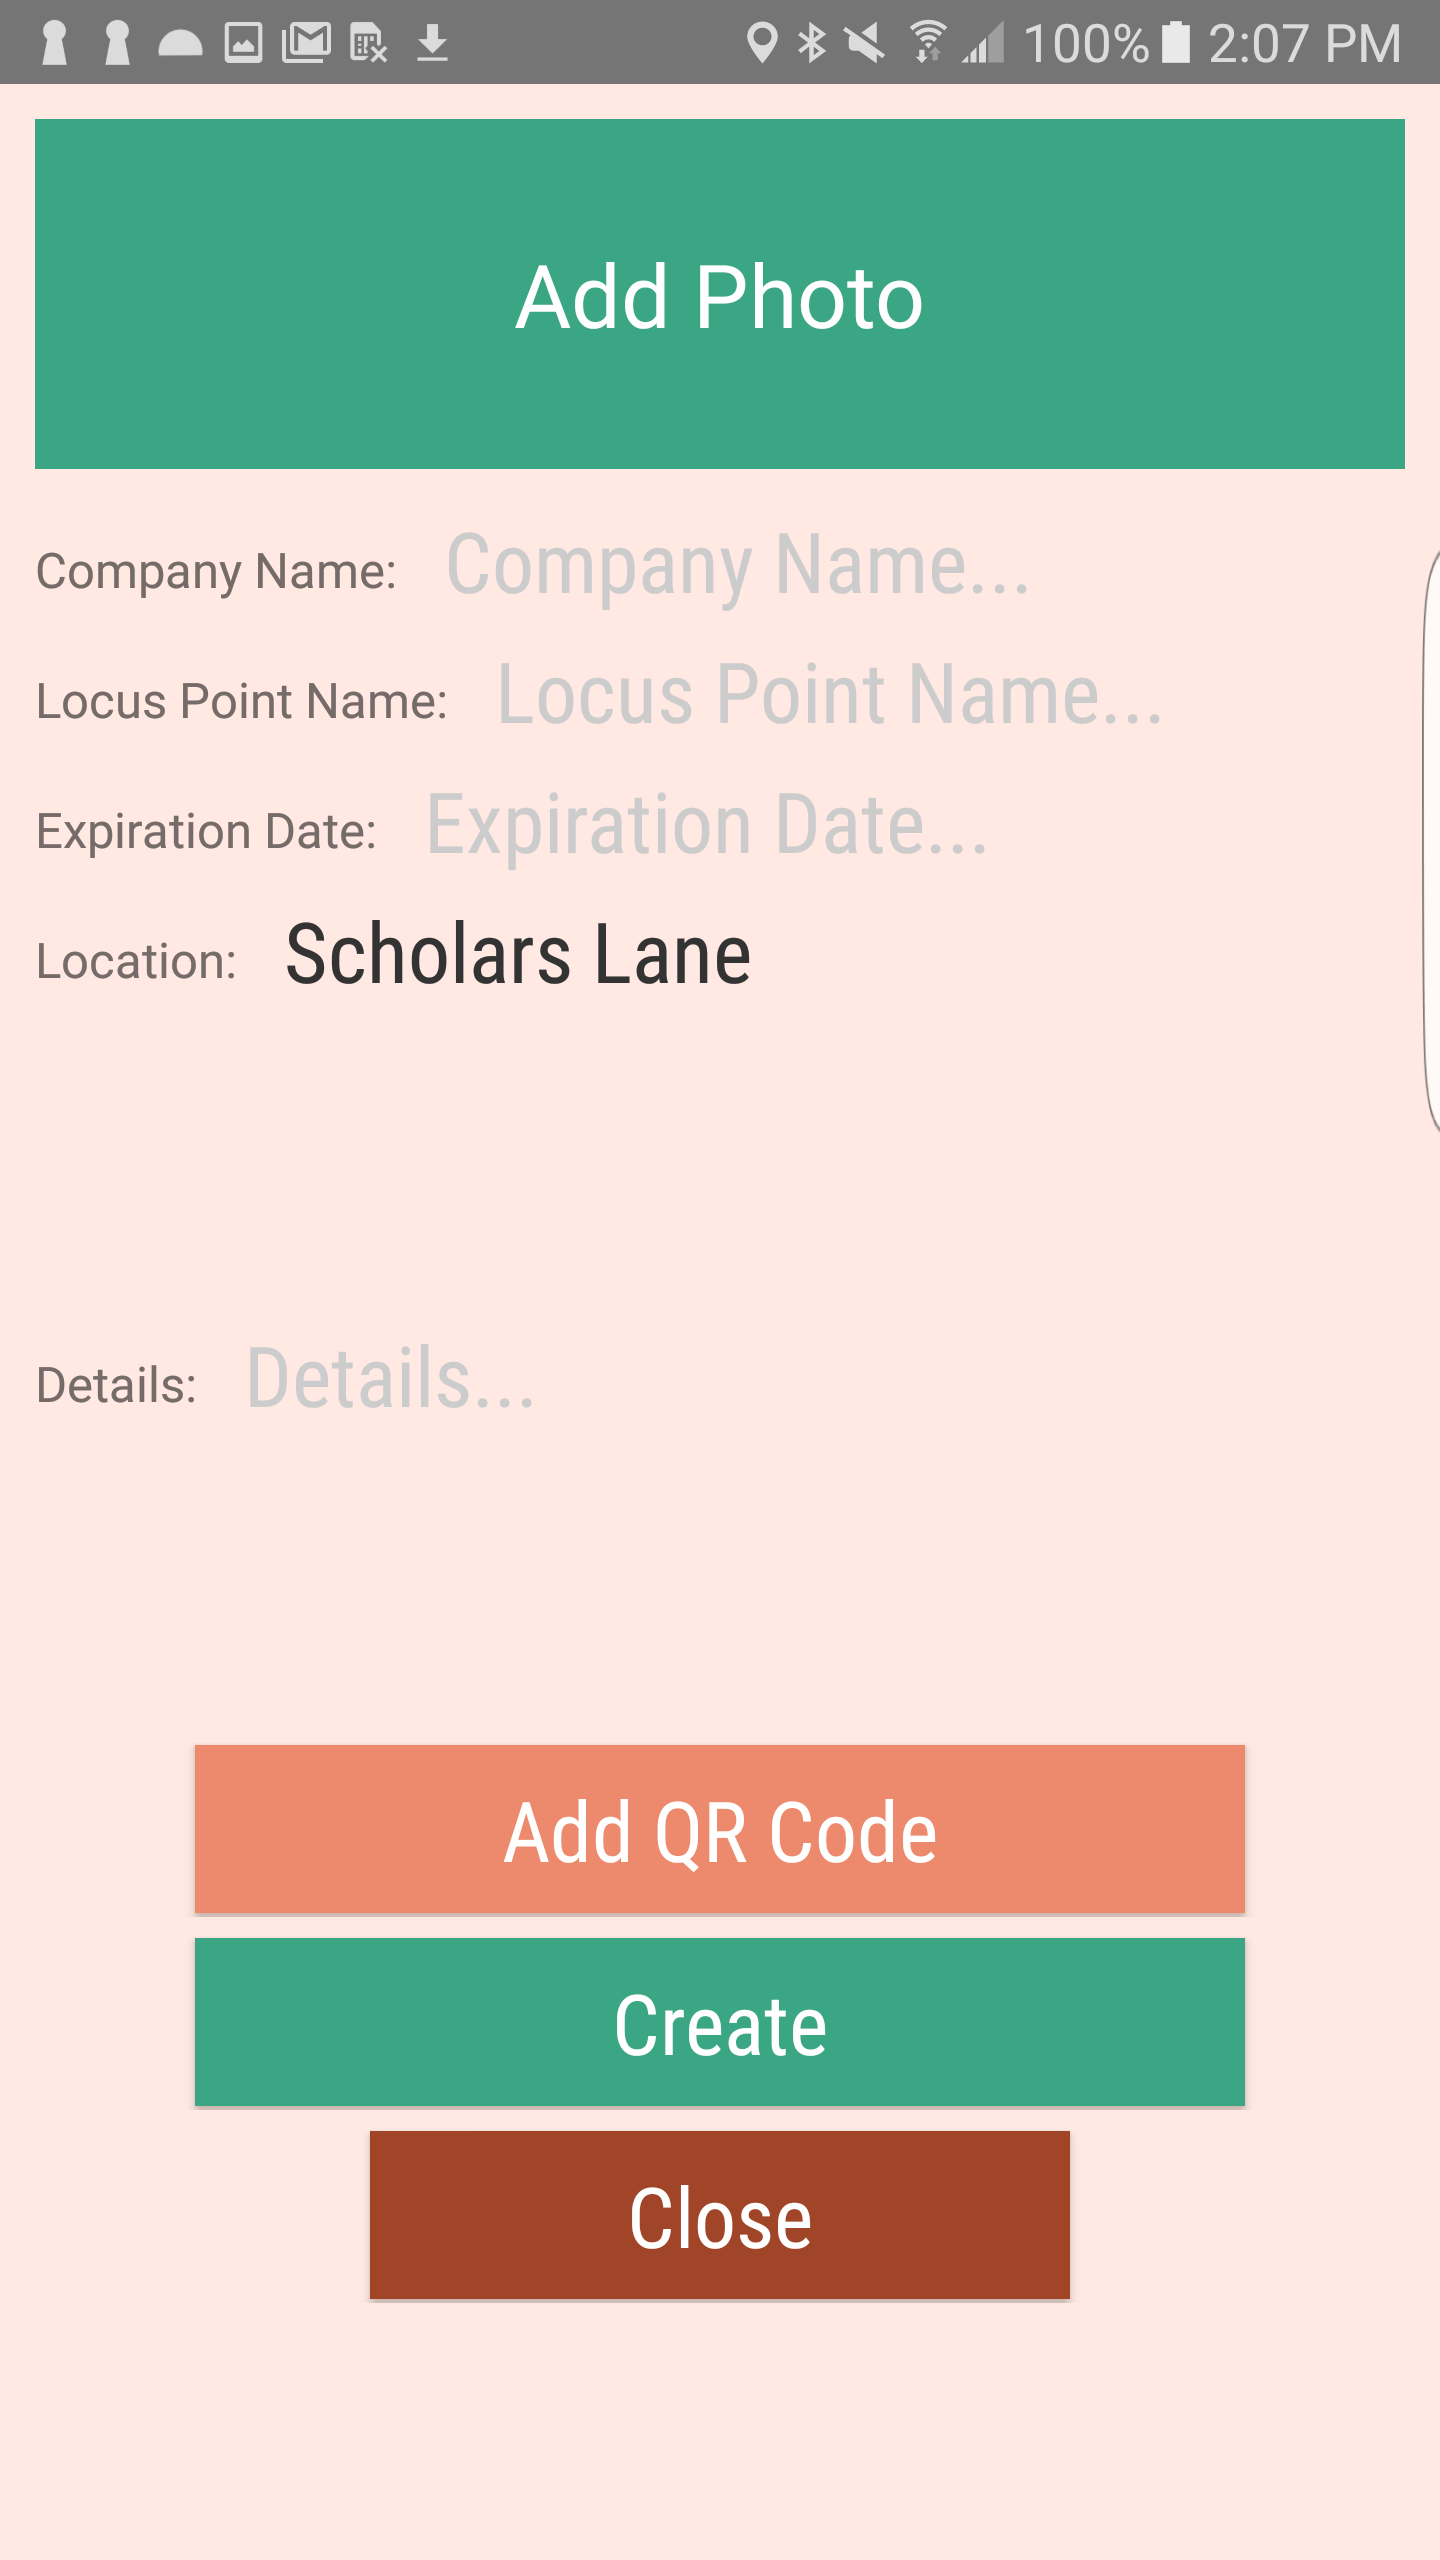 100% 2:07 PM
Add Photo
Company Name: Company Name...
Locus Point Name: Locus Point Name...
Expiration Date: Expiration Date...
Location: Scholars Lane
Details: Details...
Add QR Code
Create
Close